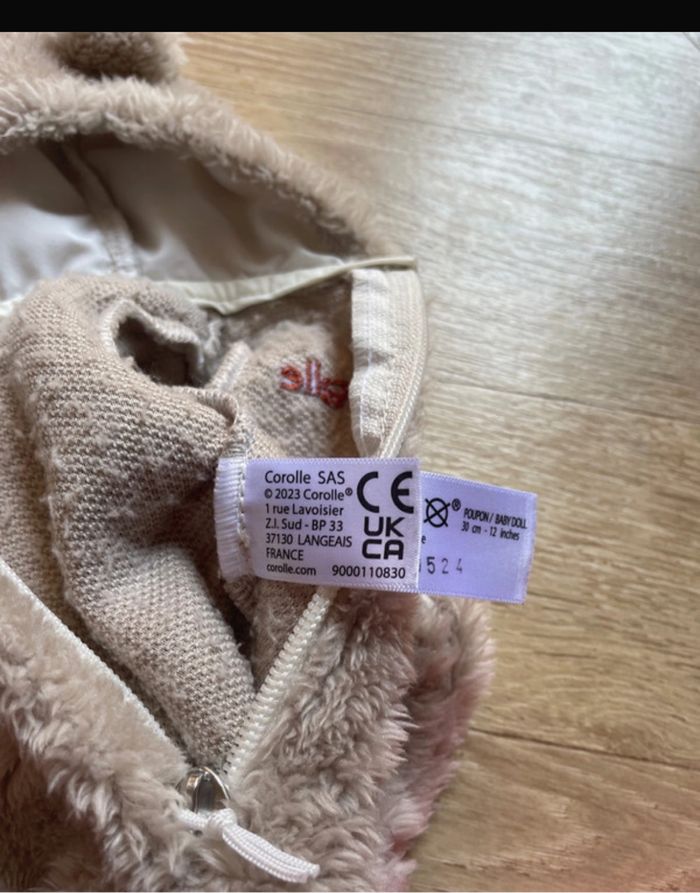 Corolle SAS
© 2023 Corolle®
1 rue Lavoisier
Z.I. Sud - BP 33
37130 LANGEAIS
FRANCE
corolle.com 9000110830
CE
UK
CA
®
POUPON / BABY DOLL
30 cm - 12 inches
e
524